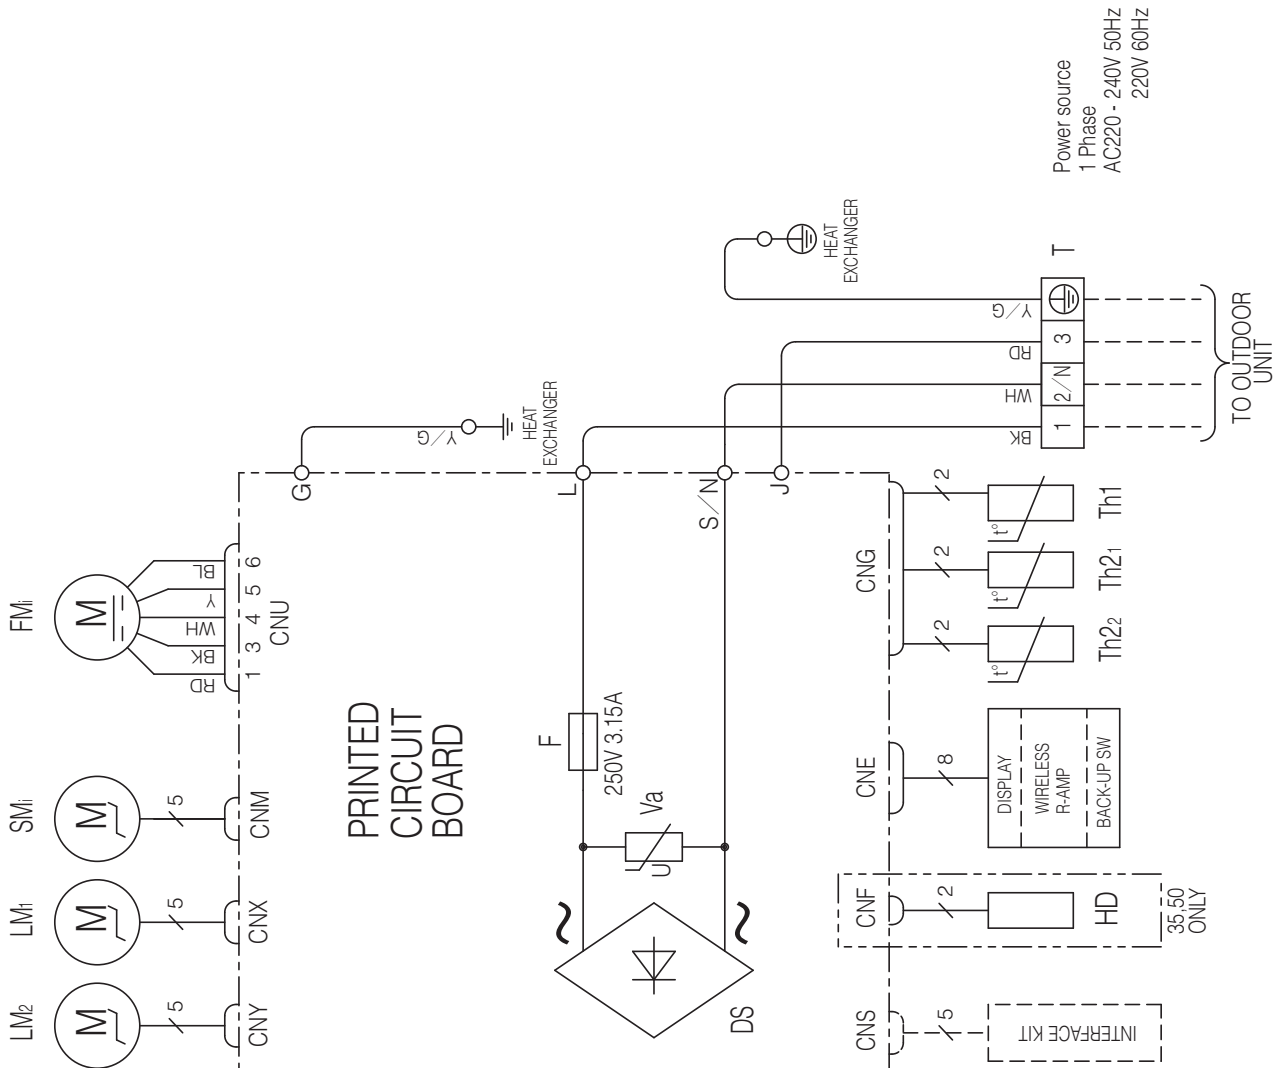 Power source
1 Phase
AC220 - 240V 50Hz
220V 60Hz
HEAT
EXCHANGER
T
Y/G
RD
WH
BK
3
2/N
1
TO OUTDOOR
UNIT
Y/G
HEAT
EXCHANGER
G
L
S/N
J
FMi
M
BL
Y
WH
BK
RD
6
5
4
3
1
CNU
SMi
M
5
CNM
LM1
M
5
CNX
LM2
M
5
CNY
PRINTED
CIRCUIT
BOARD
F
250V 3.15A
Va
U
DS
CNG
2
t°
Th1
2
t°
Th21
2
t°
Th22
CNE
8
DISPLAY
WIRELESS
R-AMP
BACK-UP SW
CNF
2
HD
35,50
ONLY
CNS
5
INTERFACE KIT